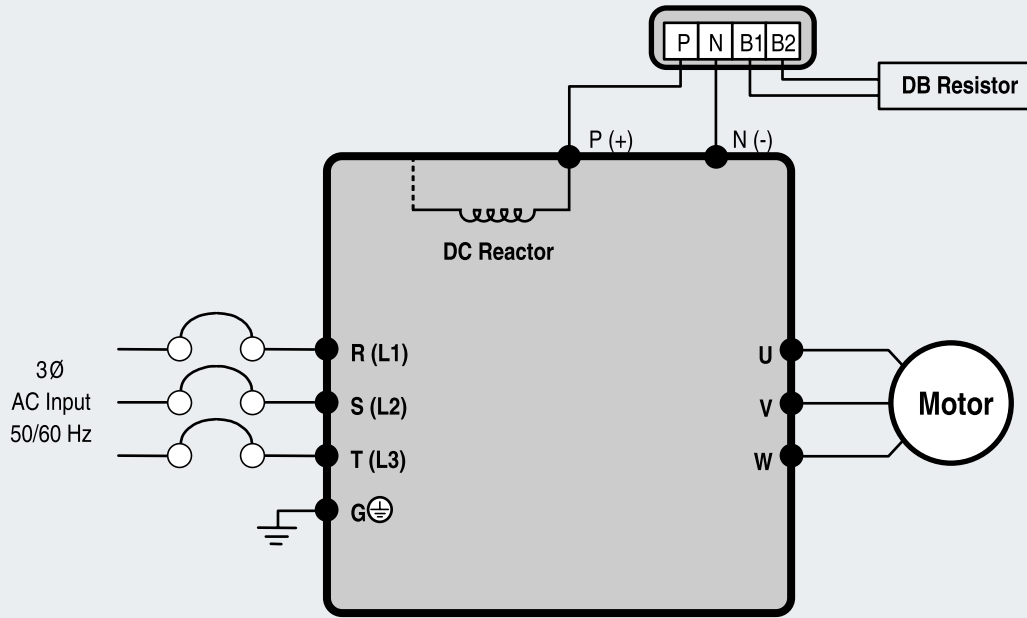 P N B1 B2
DB Resistor
P (+)
N (-)
DC Reactor
3Ø
AC Input
50/60 Hz
R (L1)
S (L2)
T (L3)
G
U
V
W
Motor